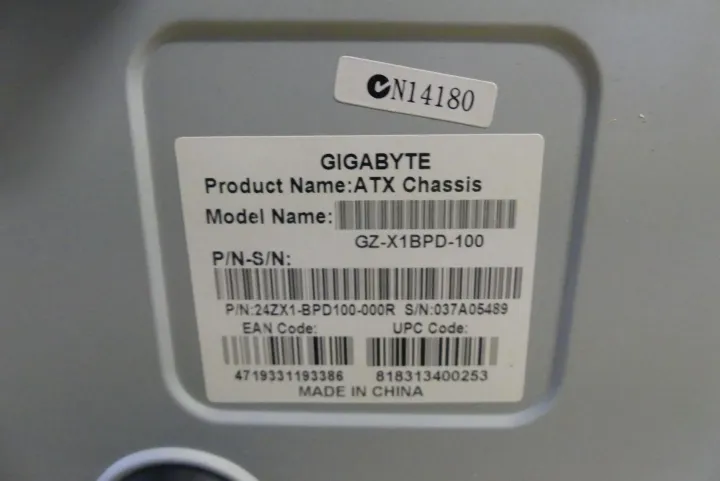 N14180
GIGABYTE
Product Name:ATX Chassis
Model Name:
GZ-X1BPD-100
P/N-S/N:
P/N:24ZX1-BPD100-000R S/N:037A05489
EAN Code: UPC Code:
4719331193386 818313400253
MADE IN CHINA